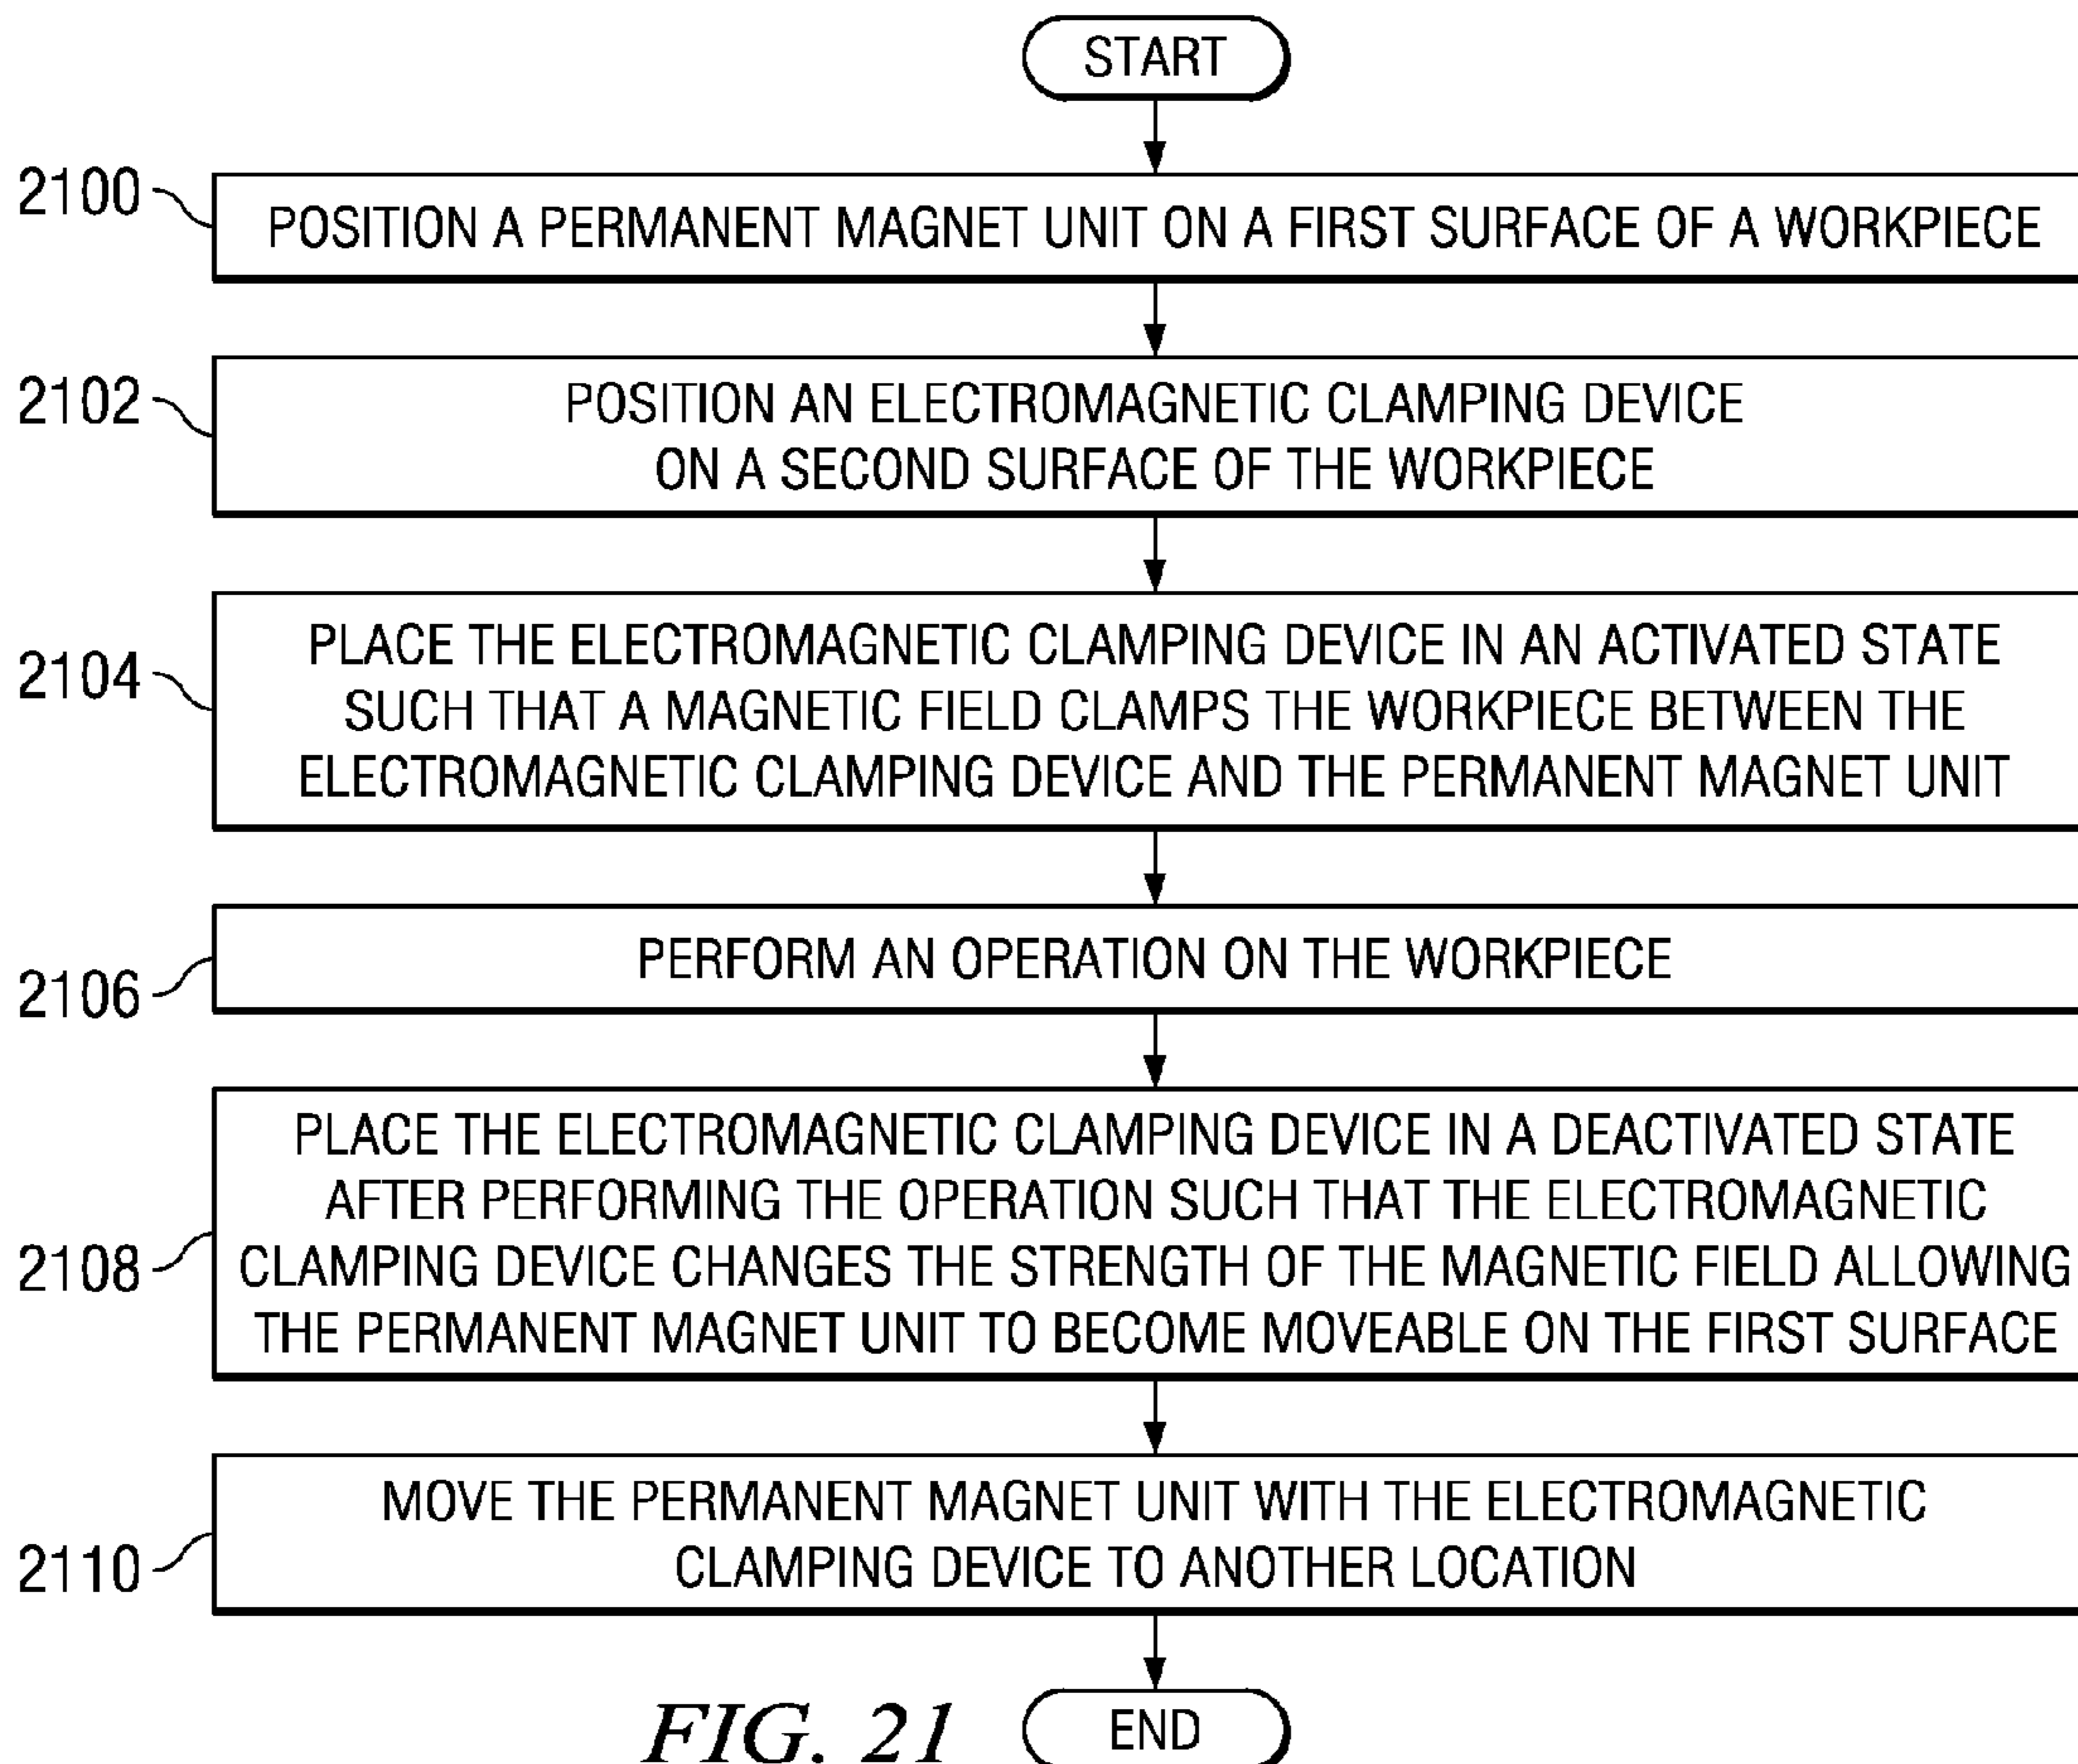 START
2100
POSITION A PERMANENT MAGNET UNIT ON A FIRST SURFACE OF A WORKPIECE
2102
POSITION AN ELECTROMAGNETIC CLAMPING DEVICE
ON A SECOND SURFACE OF THE WORKPIECE
2104
PLACE THE ELECTROMAGNETIC CLAMPING DEVICE IN AN ACTIVATED STATE
SUCH THAT A MAGNETIC FIELD CLAMPS THE WORKPIECE BETWEEN THE
ELECTROMAGNETIC CLAMPING DEVICE AND THE PERMANENT MAGNET UNIT
2106
PERFORM AN OPERATION ON THE WORKPIECE
2108
PLACE THE ELECTROMAGNETIC CLAMPING DEVICE IN A DEACTIVATED STATE
AFTER PERFORMING THE OPERATION SUCH THAT THE ELECTROMAGNETIC
CLAMPING DEVICE CHANGES THE STRENGTH OF THE MAGNETIC FIELD ALLOWING
THE PERMANENT MAGNET UNIT TO BECOME MOVEABLE ON THE FIRST SURFACE
2110
MOVE THE PERMANENT MAGNET UNIT WITH THE ELECTROMAGNETIC
CLAMPING DEVICE TO ANOTHER LOCATION
FIG. 21
END